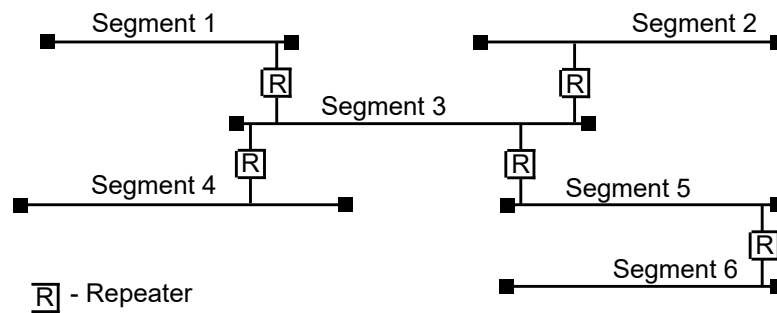 Segment 1
Segment 2
R
R
Segment 3
R
R
Segment 4
Segment 5
R
Segment 6
R - Repeater